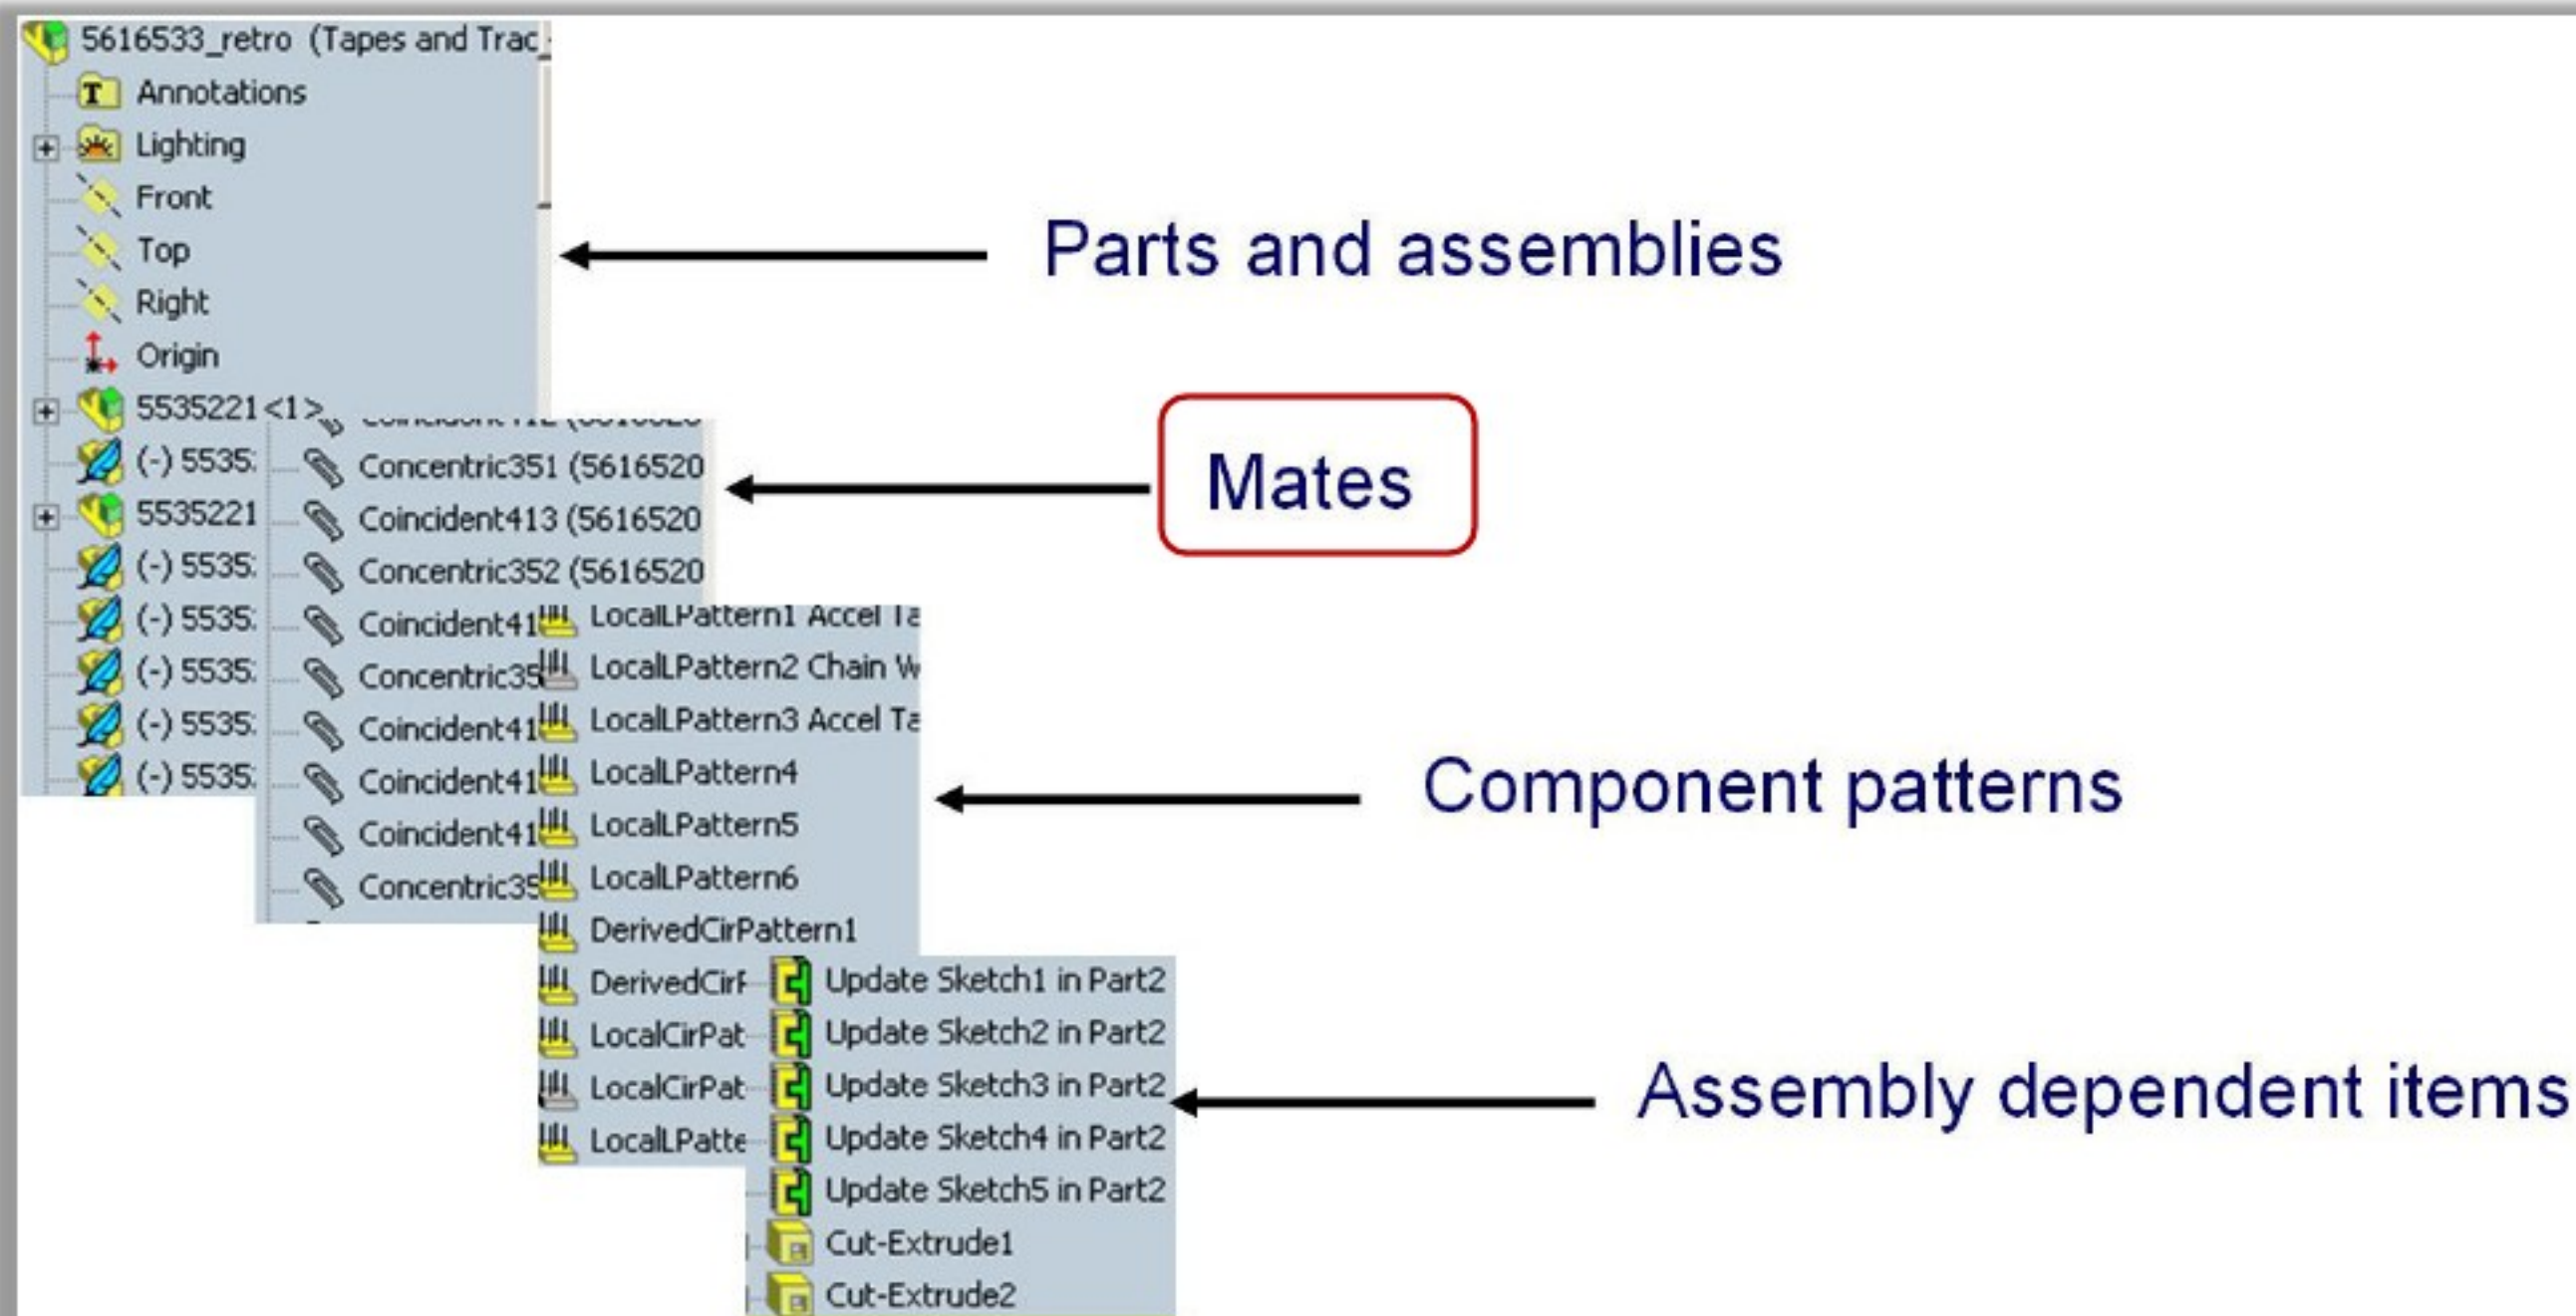 5616533_retro (Tapes and Trac
Annotations
Lighting
Front
Top
Right
Origin
5535221<1>
(-) 5535
5535221
(-) 5535
(-) 5535
(-) 5535
(-) 5535
(-) 5535
Parts and assemblies
Concentric351 (5616520
Coincident413 (5616520
Concentric352 (5616520
Coincident41
Concentric35
Coincident41
Coincident41
Coincident41
Concentric35
Mates
LocalLPattern1 Accel Ta
LocalLPattern2 Chain W
LocalLPattern3 Accel Ta
LocalLPattern4
LocalLPattern5
LocalLPattern6
DerivedCirPattern1
DerivedCirP
LocalCirPat
LocalCirPat
LocalLPatte
Component patterns
Update Sketch1 in Part2
Update Sketch2 in Part2
Update Sketch3 in Part2
Update Sketch4 in Part2
Update Sketch5 in Part2
Cut-Extrude1
Cut-Extrude2
Assembly dependent items